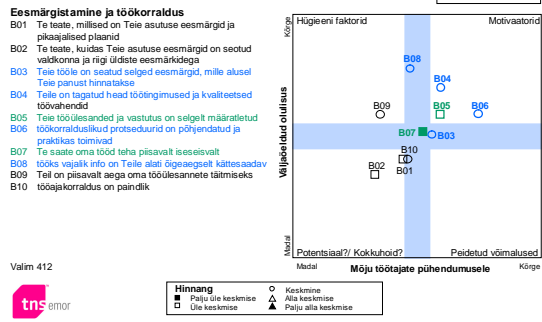 Eesmärgistamine ja töökorraldus
B01 Te teate, millised on Teie asutuse eesmärgid ja
pikaajalised plaanid
B02 Te teate, kuidas Teie asutuse eesmärgid on seotud
valdkonna ja riigi üldiste eesmärkidega
B03 Teie tööle on seatud selged eesmärgid, mille alusel
Teie panust hinnatakse
B04 Teile on tagatud head töötingimused ja kvaliteetsed
töövahendid
B05 Teie tööülesanded ja vastutus on selgelt määratletud
B06 töökorralduslikud protseduurid on põhjendatud ja
praktikas toimivad
B07 Te saate oma tööd teha piisavalt iseseisvalt
B08 tööks vajalik info on Teile alati õigeaegselt kättesaadav
B09 Teil on piisavalt aega oma tööülesannete täitmiseks
B10 tööajakorraldus on paindlik
Valim 412
tns emor
Kõrge
Väljaöeldud olulisus
Madal
Hügieeni faktorid
Motivaatorid
B08
B04
B09
B05
B06
B07
B03
B10
B02
B01
Potentsiaal?/ Kokkuhoid?
Peidetud võimalused
Madal
Mõju töötajate pühendumusele
Kõrge
Hinnang
Palju üle keskmise
Üle keskmise
Keskmine
Alla keskmise
Palju alla keskmise